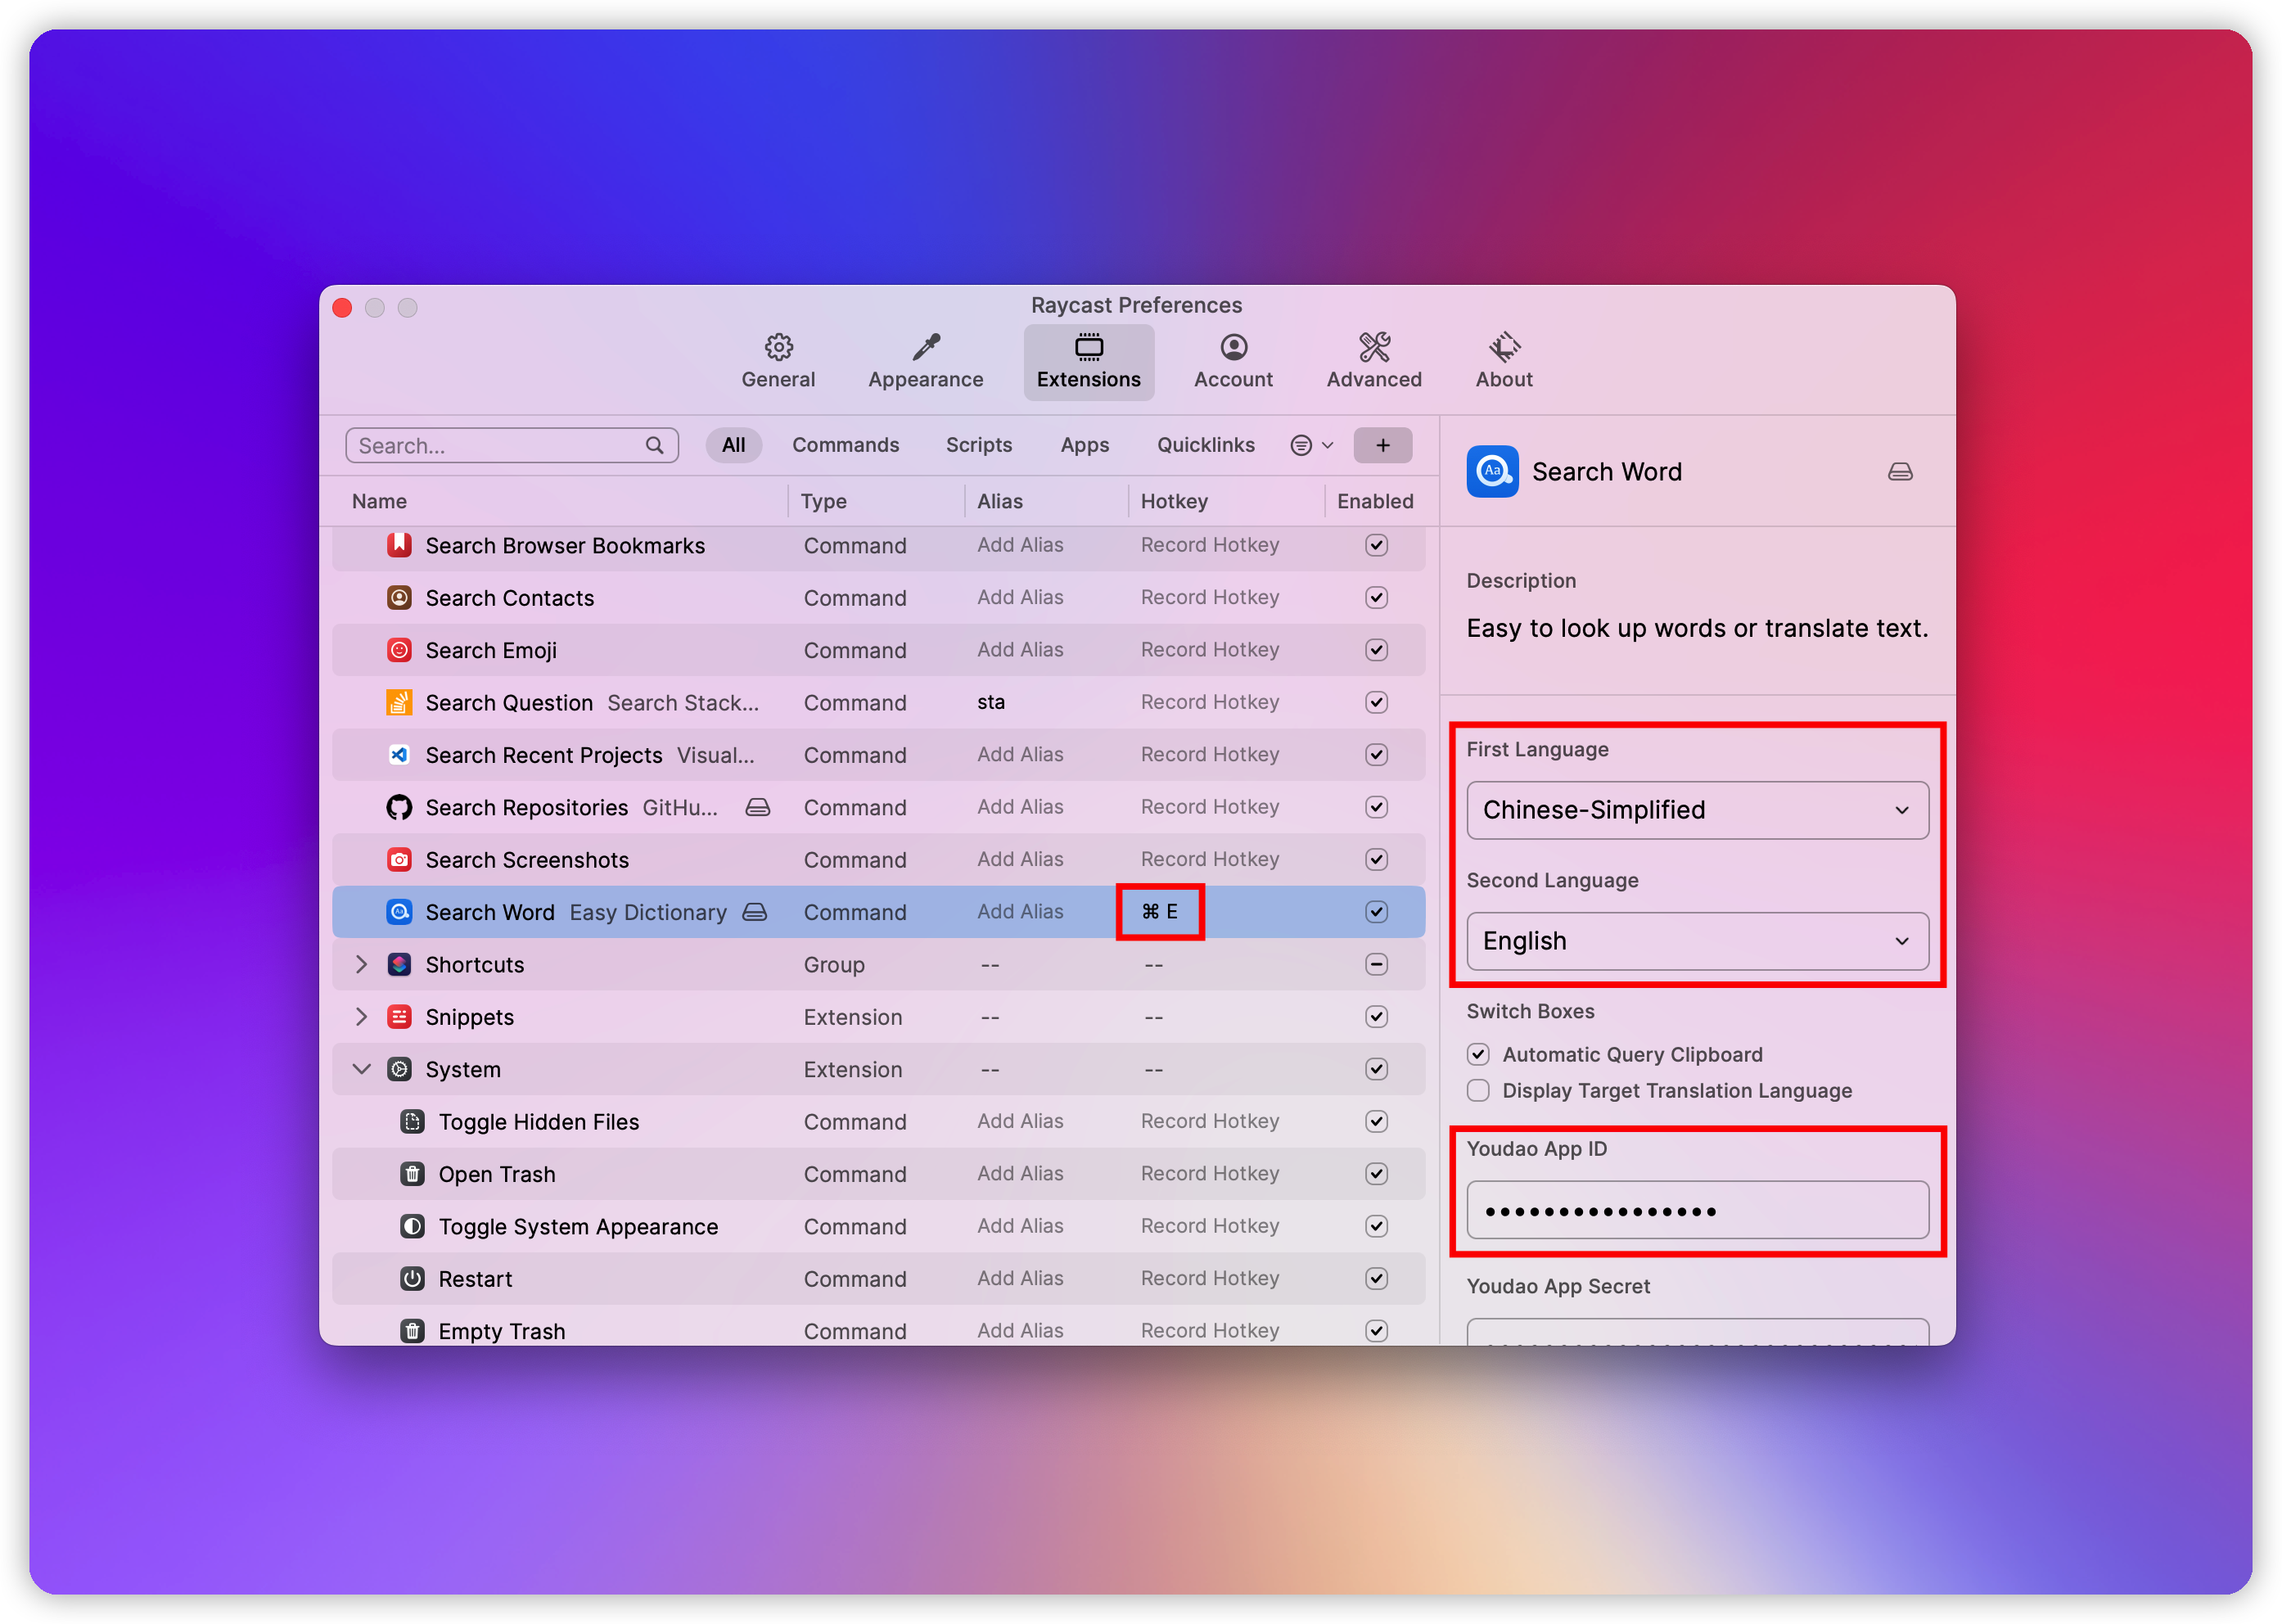 Raycast Preferences
General
Appearance
Extensions
Account
Advanced
About
Search...
All
Commands
Scripts
Apps
Quicklinks
+
Name Type Alias Hotkey Enabled
Search Browser Bookmarks Command Add Alias Record Hotkey
Search Contacts Command Add Alias Record Hotkey
Search Emoji Command Add Alias Record Hotkey
Search Question Search Stack... Command sta Record Hotkey
Search Recent Projects Visual... Command Add Alias Record Hotkey
Search Repositories GitHu... Command Add Alias Record Hotkey
Search Screenshots Command Add Alias Record Hotkey
Search Word Easy Dictionary Command Add Alias ⌘ E
Shortcuts Group -- --
Snippets Extension -- --
System Extension -- --
Toggle Hidden Files Command Add Alias Record Hotkey
Open Trash Command Add Alias Record Hotkey
Toggle System Appearance Command Add Alias Record Hotkey
Restart Command Add Alias Record Hotkey
Empty Trash Command Add Alias Record Hotkey
Aa
Search Word
Description
Easy to look up words or translate text.
First Language
Chinese-Simplified
Second Language
English
Switch Boxes
Automatic Query Clipboard
Display Target Translation Language
Youdao App ID
••••••••••••••••
Youdao App Secret